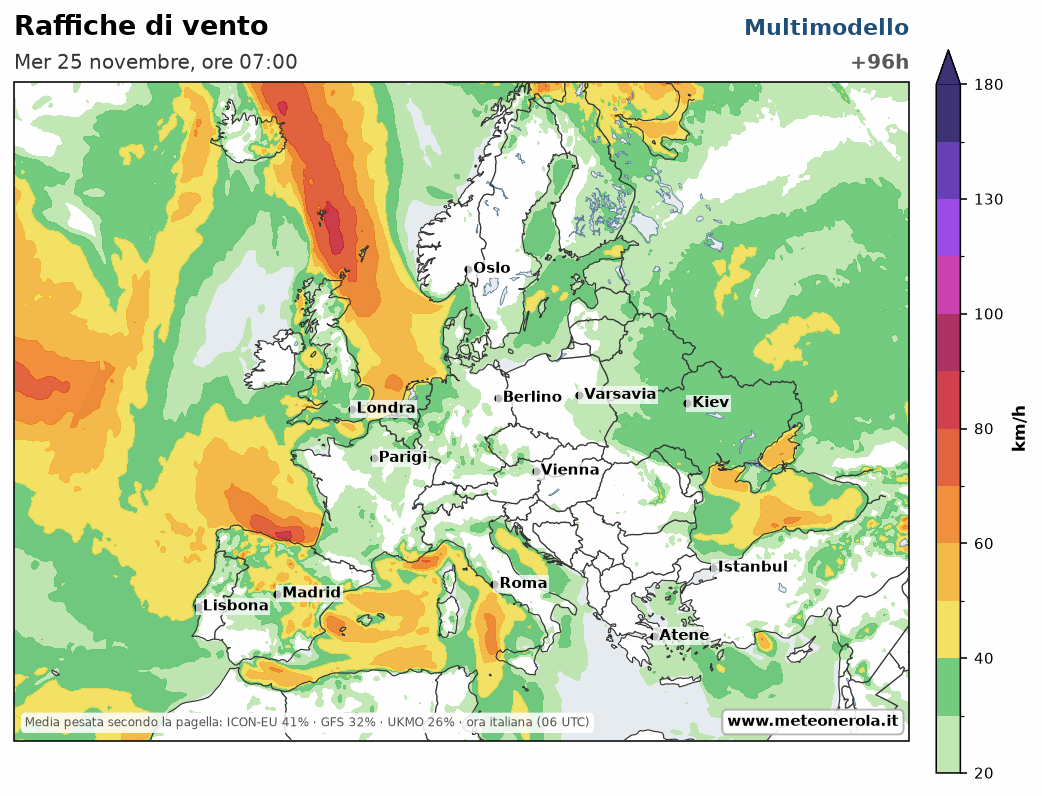 Raffiche di vento
Multimodello
Mer 25 novembre, ore 07:00
+96h
180
130
100
80
60
40
20
km/h
Oslo
Londra
Berlino
Varsavia
Kiev
Parigi
Vienna
Istanbul
Roma
Madrid
Lisbona
Atene
Media pesata secondo la pagella: ICON-EU 41% · GFS 32% · UKMO 26% · ora italiana (06 UTC)
www.meteonerola.it